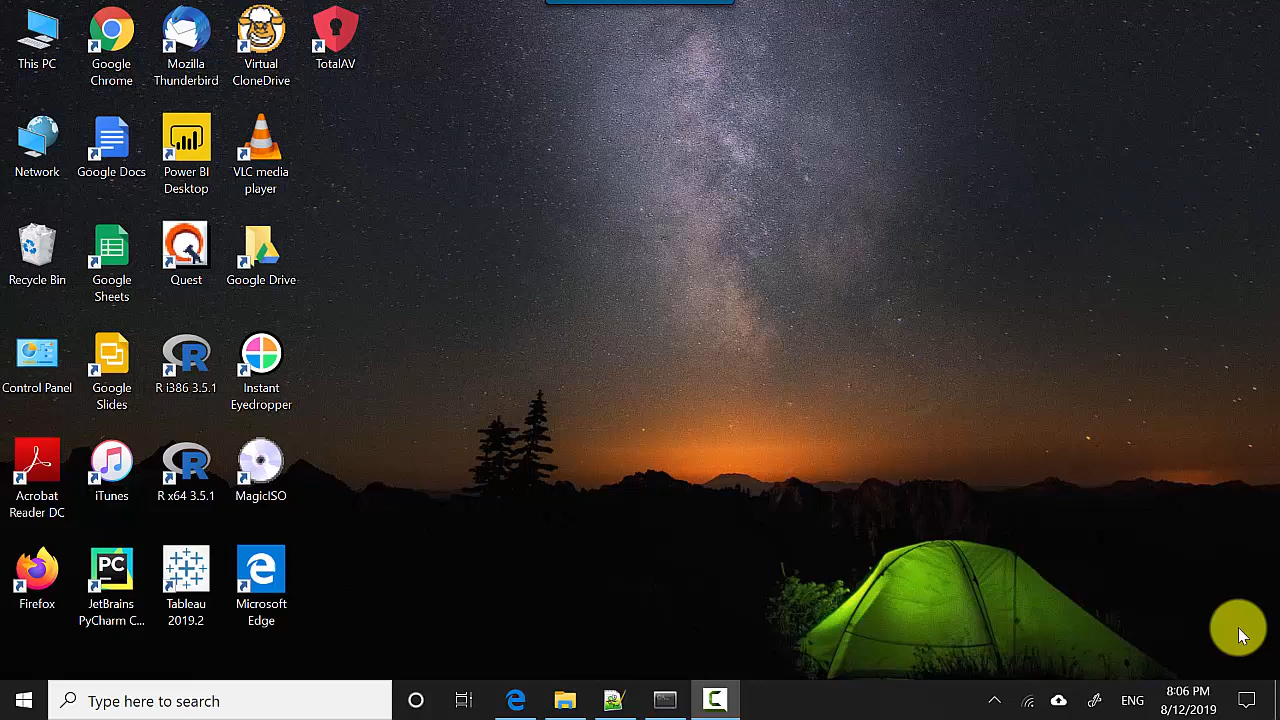 This PC
Google
Chrome
Mozilla
Thunderbird
Virtual
CloneDrive
TotalAV
Network
Google Docs
Power BI
Desktop
VLC media
player
Recycle Bin
Google
Sheets
Quest
Google Drive
Control Panel
Google
Slides
R i386 3.5.1
Instant
Eyedropper
Acrobat
Reader DC
iTunes
R x64 3.5.1
MagicISO
Firefox
PC
JetBrains
PyCharm C...
Tableau
2019.2
Microsoft
Edge
Type here to search
ENG
8:06 PM
8/12/2019